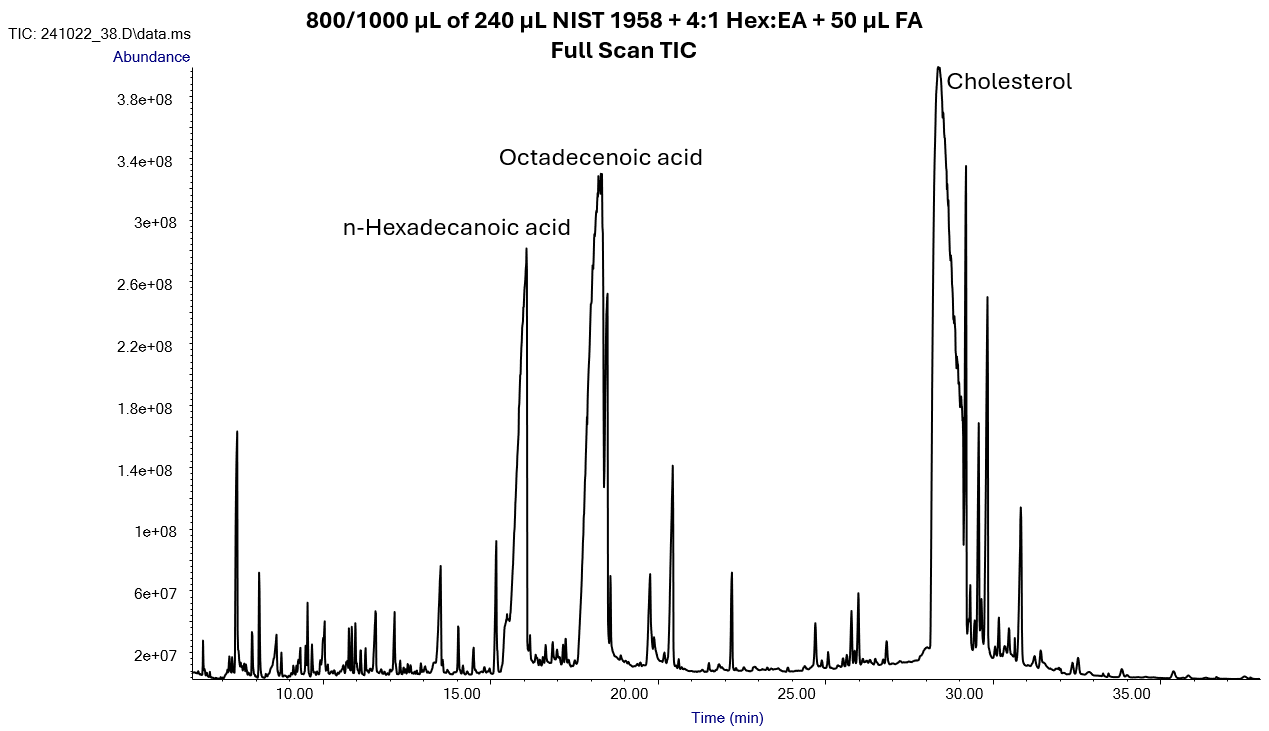 800/1000 µL of 240 µL NIST 1958 + 4:1 Hex:EA + 50 µL FA
Full Scan TIC
TIC: 241022_38.D\data.ms
Abundance
Cholesterol
3.8e+08
Octadecenoic acid
3.4e+08
n-Hexadecanoic acid
3e+08
2.6e+08
2.2e+08
1.8e+08
1.4e+08
1e+08
6e+07
2e+07
10.00 15.00 20.00 25.00 30.00 35.00
Time (min)